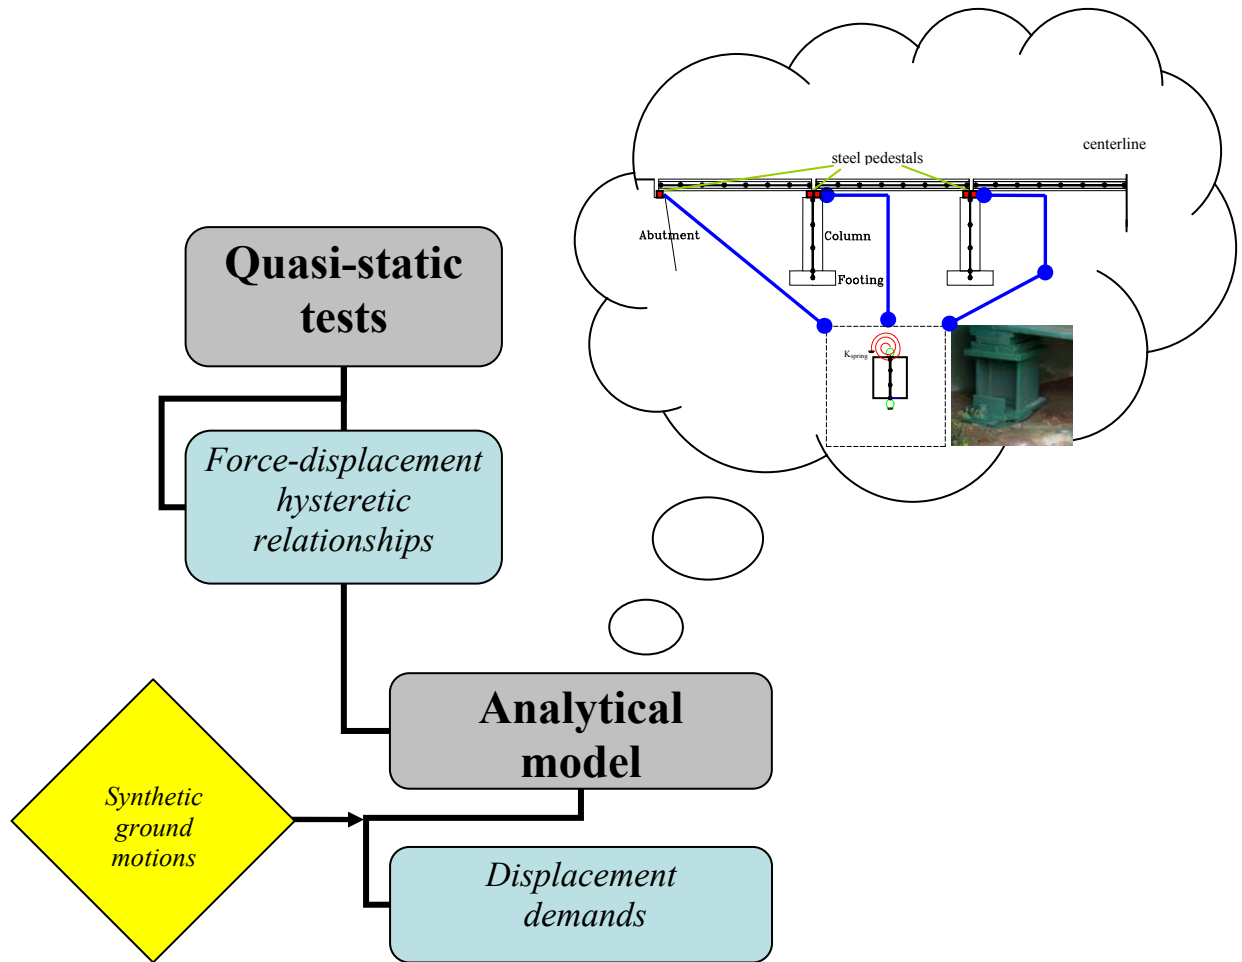 steel pedestals
centerline
Abutment
Column
Footing
Kspring
Quasi-static
tests
Force-displacement
hysteretic
relationships
Analytical
model
Synthetic
ground
motions
Displacement
demands